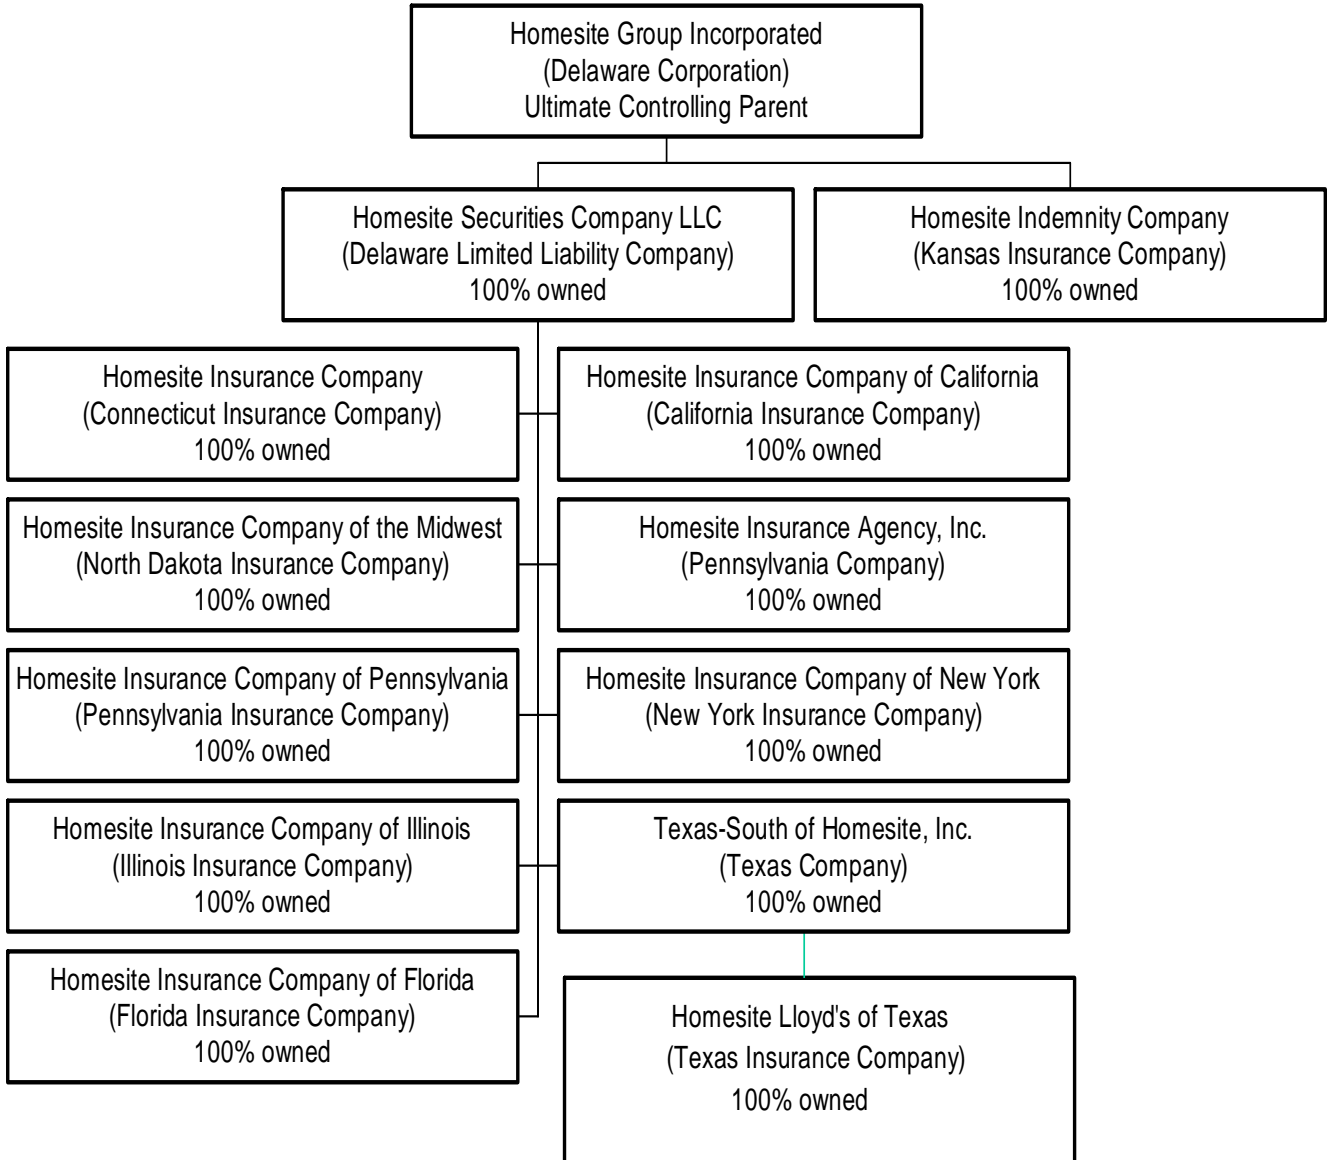 Homesite Group Incorporated
(Delaware Corporation)
Ultimate Controlling Parent
Homesite Securities Company LLC
(Delaware Limited Liability Company)
100% owned
Homesite Indemnity Company
(Kansas Insurance Company)
100% owned
Homesite Insurance Company
(Connecticut Insurance Company)
100% owned
Homesite Insurance Company of California
(California Insurance Company)
100% owned
Homesite Insurance Company of the Midwest
(North Dakota Insurance Company)
100% owned
Homesite Insurance Agency, Inc.
(Pennsylvania Company)
100% owned
Homesite Insurance Company of Pennsylvania
(Pennsylvania Insurance Company)
100% owned
Homesite Insurance Company of New York
(New York Insurance Company)
100% owned
Homesite Insurance Company of Illinois
(Illinois Insurance Company)
100% owned
Texas-South of Homesite, Inc.
(Texas Company)
100% owned
Homesite Insurance Company of Florida
(Florida Insurance Company)
100% owned
Homesite Lloyd's of Texas
(Texas Insurance Company)
100% owned